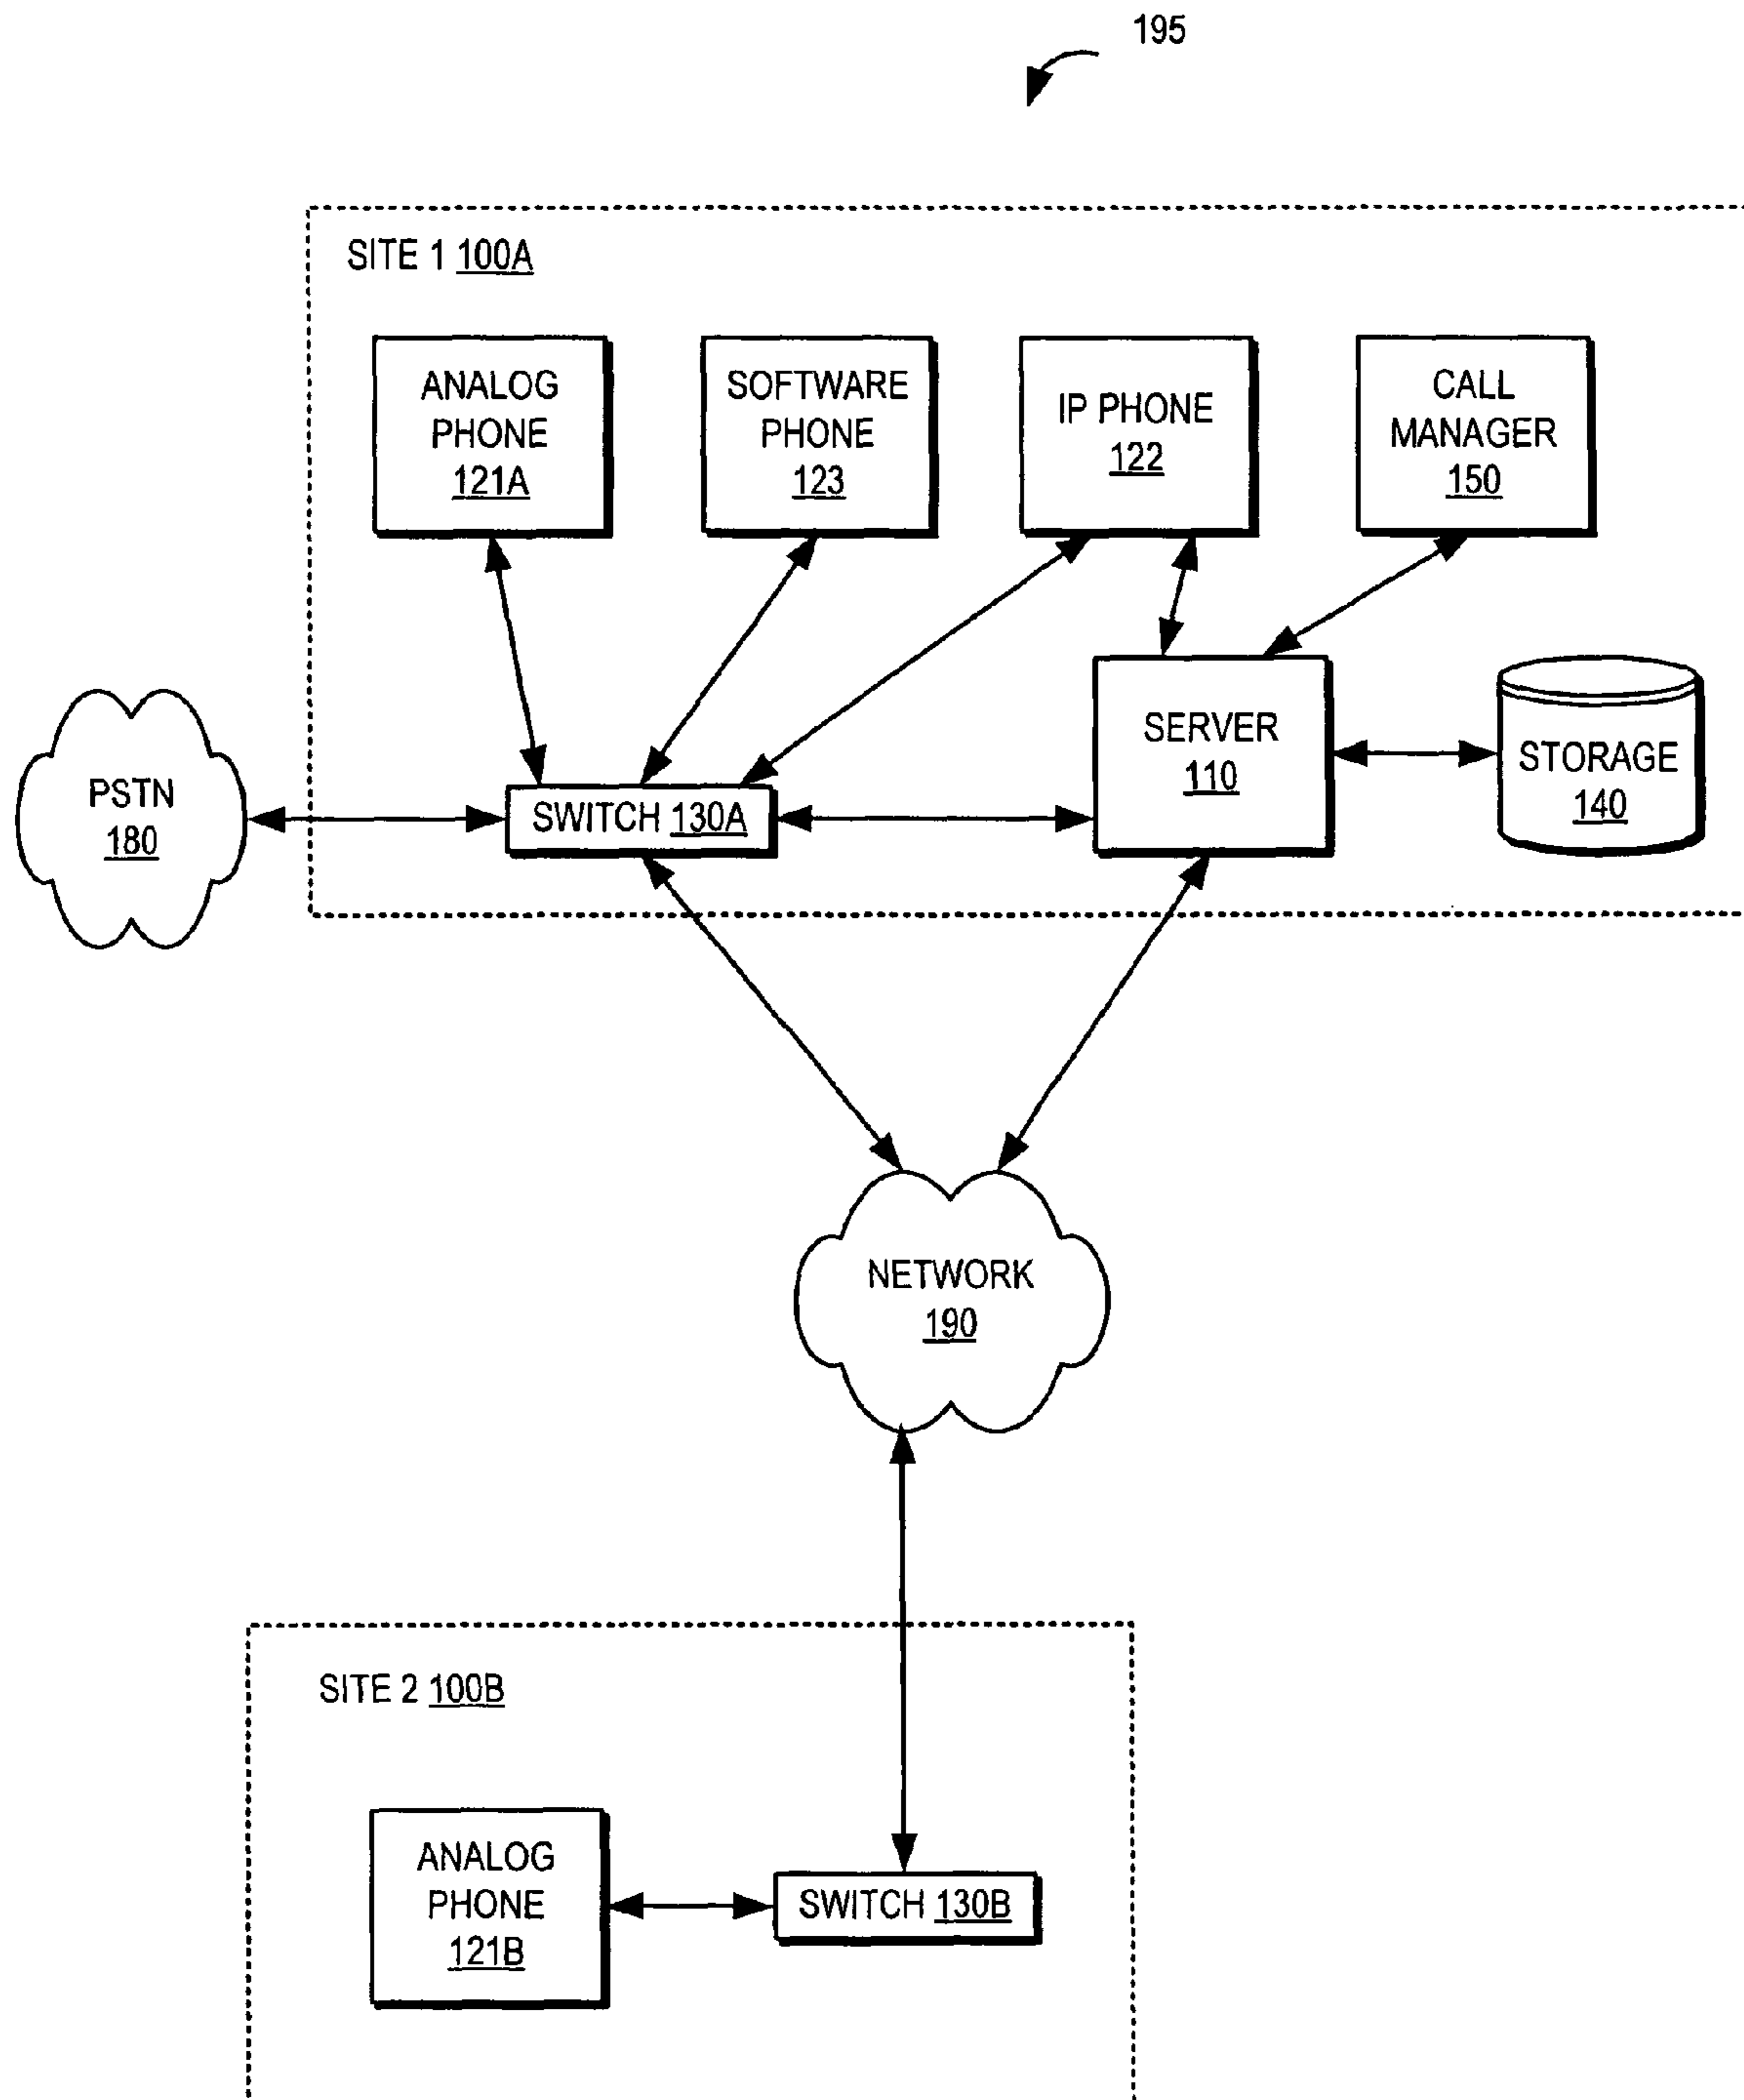 195
SITE 1 100A
ANALOG
PHONE
121A
SOFTWARE
PHONE
123
IP PHONE
122
CALL
MANAGER
150
PSTN
180
SWITCH 130A
SERVER
110
STORAGE
140
NETWORK
190
SITE 2 100B
ANALOG
PHONE
121B
SWITCH 130B